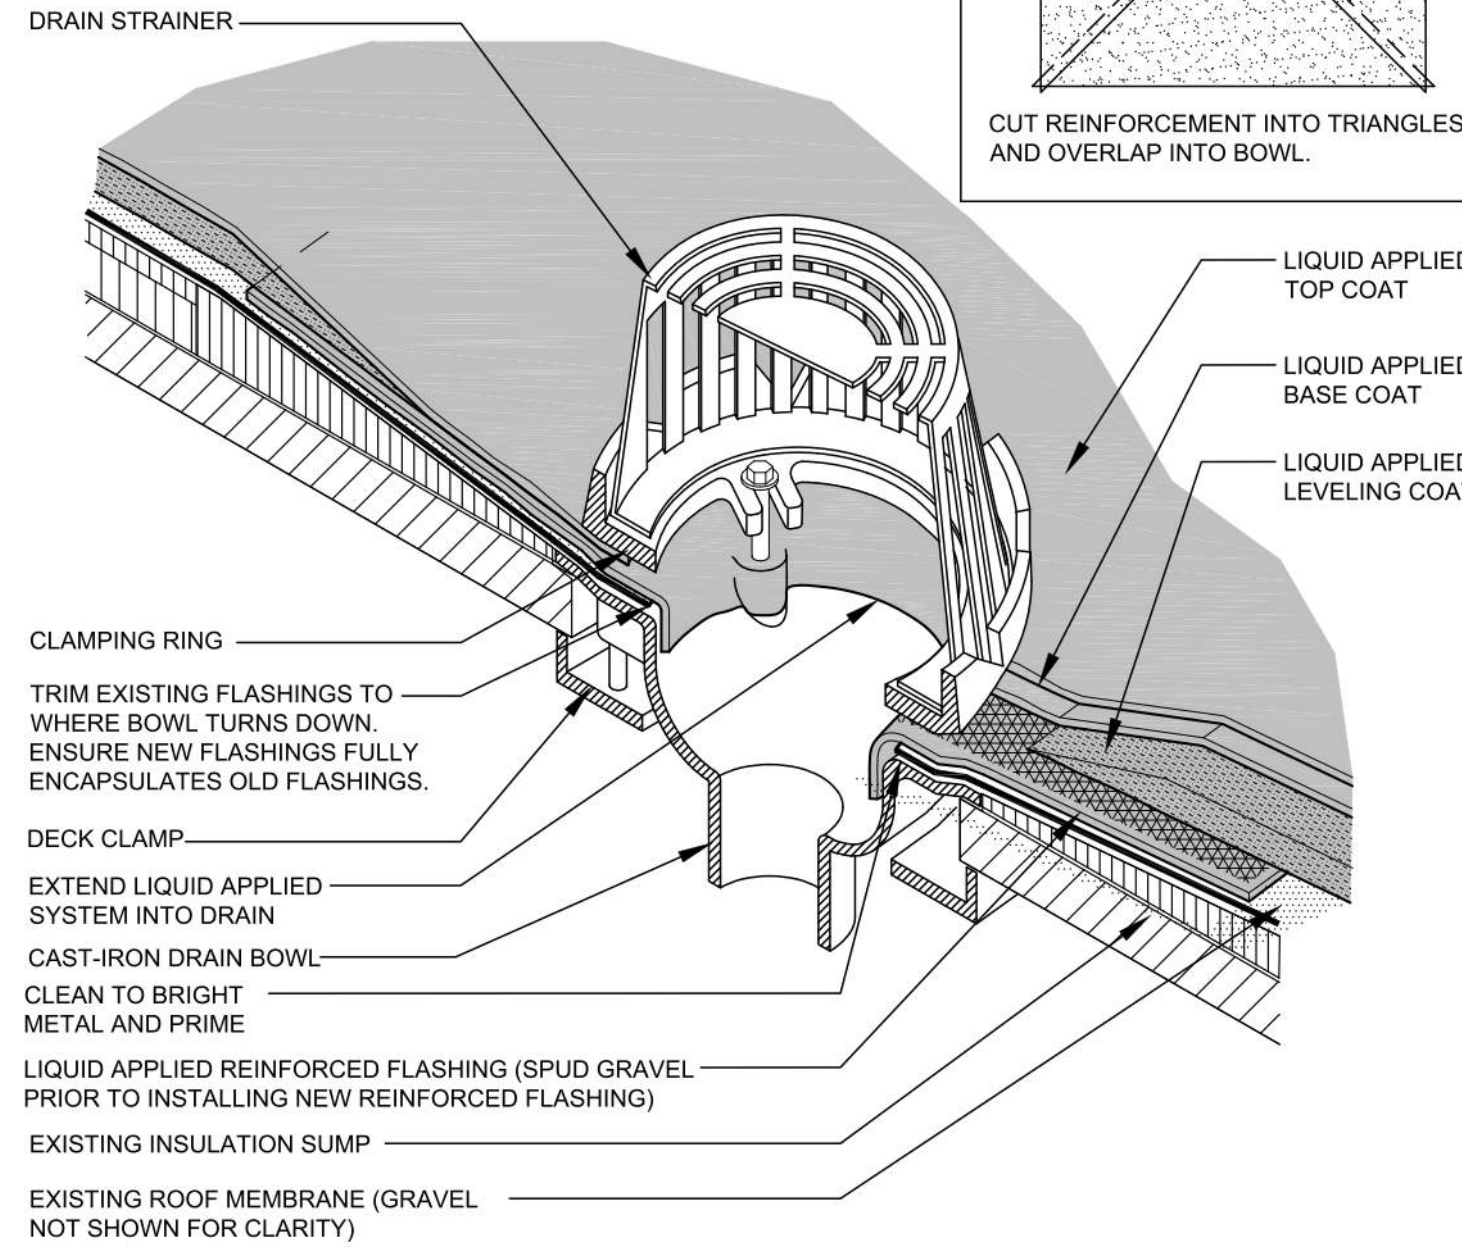 DRAIN STRAINER
CUT REINFORCEMENT INTO TRIANGLES
AND OVERLAP INTO BOWL.
LIQUID APPLIED
TOP COAT
LIQUID APPLIED
BASE COAT
LIQUID APPLIED
LEVELING COAT
CLAMPING RING
TRIM EXISTING FLASHINGS TO
WHERE BOWL TURNS DOWN.
ENSURE NEW FLASHINGS FULLY
ENCAPSULATES OLD FLASHINGS.
DECK CLAMP
EXTEND LIQUID APPLIED
SYSTEM INTO DRAIN
CAST-IRON DRAIN BOWL
CLEAN TO BRIGHT
METAL AND PRIME
LIQUID APPLIED REINFORCED FLASHING (SPUD GRAVEL
PRIOR TO INSTALLING NEW REINFORCED FLASHING)
EXISTING INSULATION SUMP
EXISTING ROOF MEMBRANE (GRAVEL
NOT SHOWN FOR CLARITY)